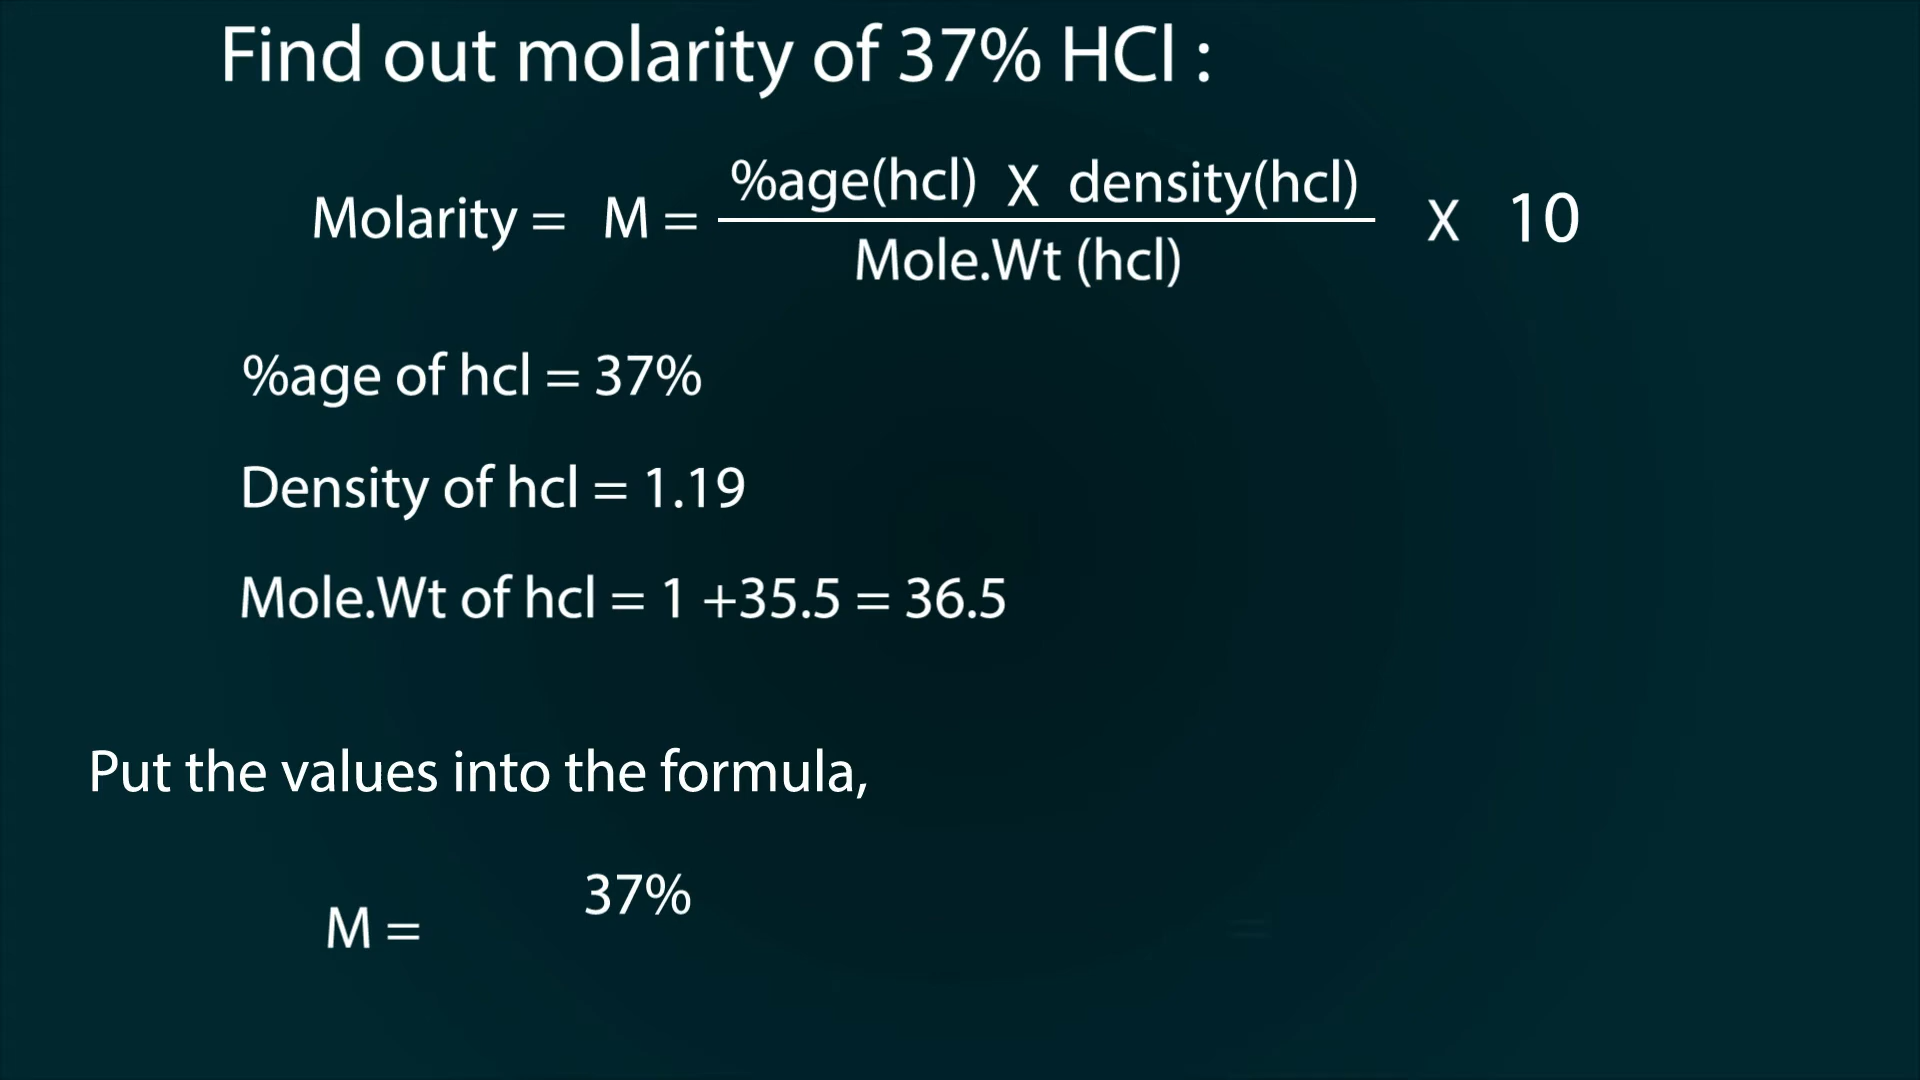 Find out molarity of 37% HCl :
%age(hcl) X density(hcl)
Molarity = M = X 10
Mole.Wt (hcl)
%age of hcl = 37%
Density of hcl = 1.19
Mole.Wt of hcl = 1 +35.5 = 36.5
Put the values into the formula,
37%
M = =